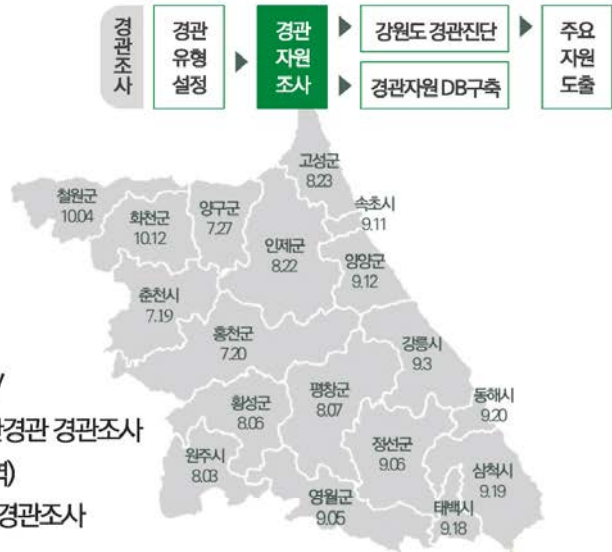 경관조사
경관
유형
설정
경관
자원
조사
강원도 경관진단
경관자원 DB구축
주요
자원
도출
고성군
8.23
철원군
10.04
화천군
10.12
양구군
7.27
속초시
9.11
인제군
8.22
양양군
9.12
춘천시
7.19
홍천군
7.20
강릉시
9.3
평창군
8.07
동해시
9.20
횡성군
8.06
경관 경관조사
정선군
9.06
원주시
8.03
삼척시
9.19
영월군
9.05
태백시
9.18
경관조사